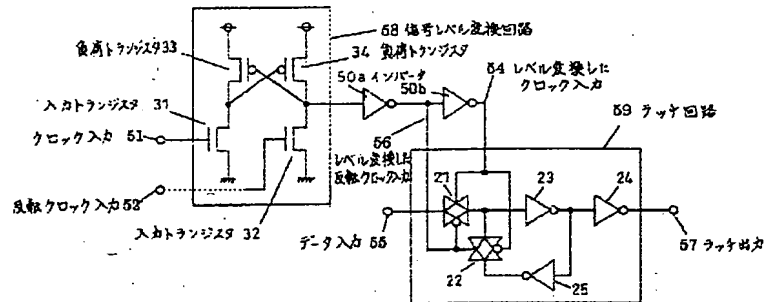 58 信号レベル変換回路
負荷トランジスタ 33
34 負荷トランジスタ
50a インバータ
50b
54 レベル変換した
クロック入力
入力トランジスタ 31
クロック入力 51
56
レベル変換した
反転クロック入力
59 ラッチ回路
反転クロック入力 52
入力トランジスタ 32
21
23
24
データ入力 55
57 ラッチ出力
22
25